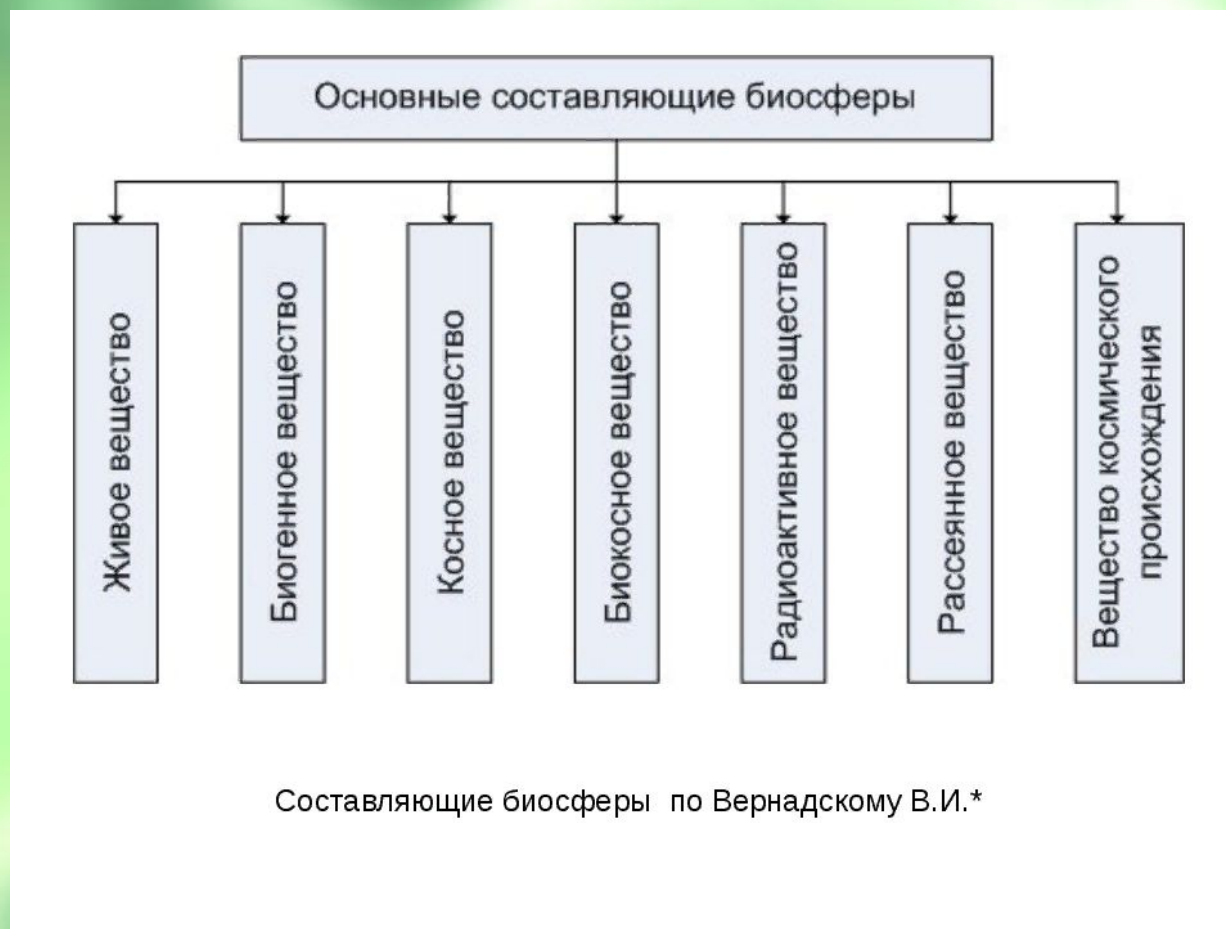 Основные составляющие биосферы
Живое вещество
Биогенное вещество
Косное вещество
Биокосное вещество
Радиоактивное вещество
Рассеянное вещество
Вещество космического
происхождения
Составляющие биосферы  по Вернадскому В.И.*